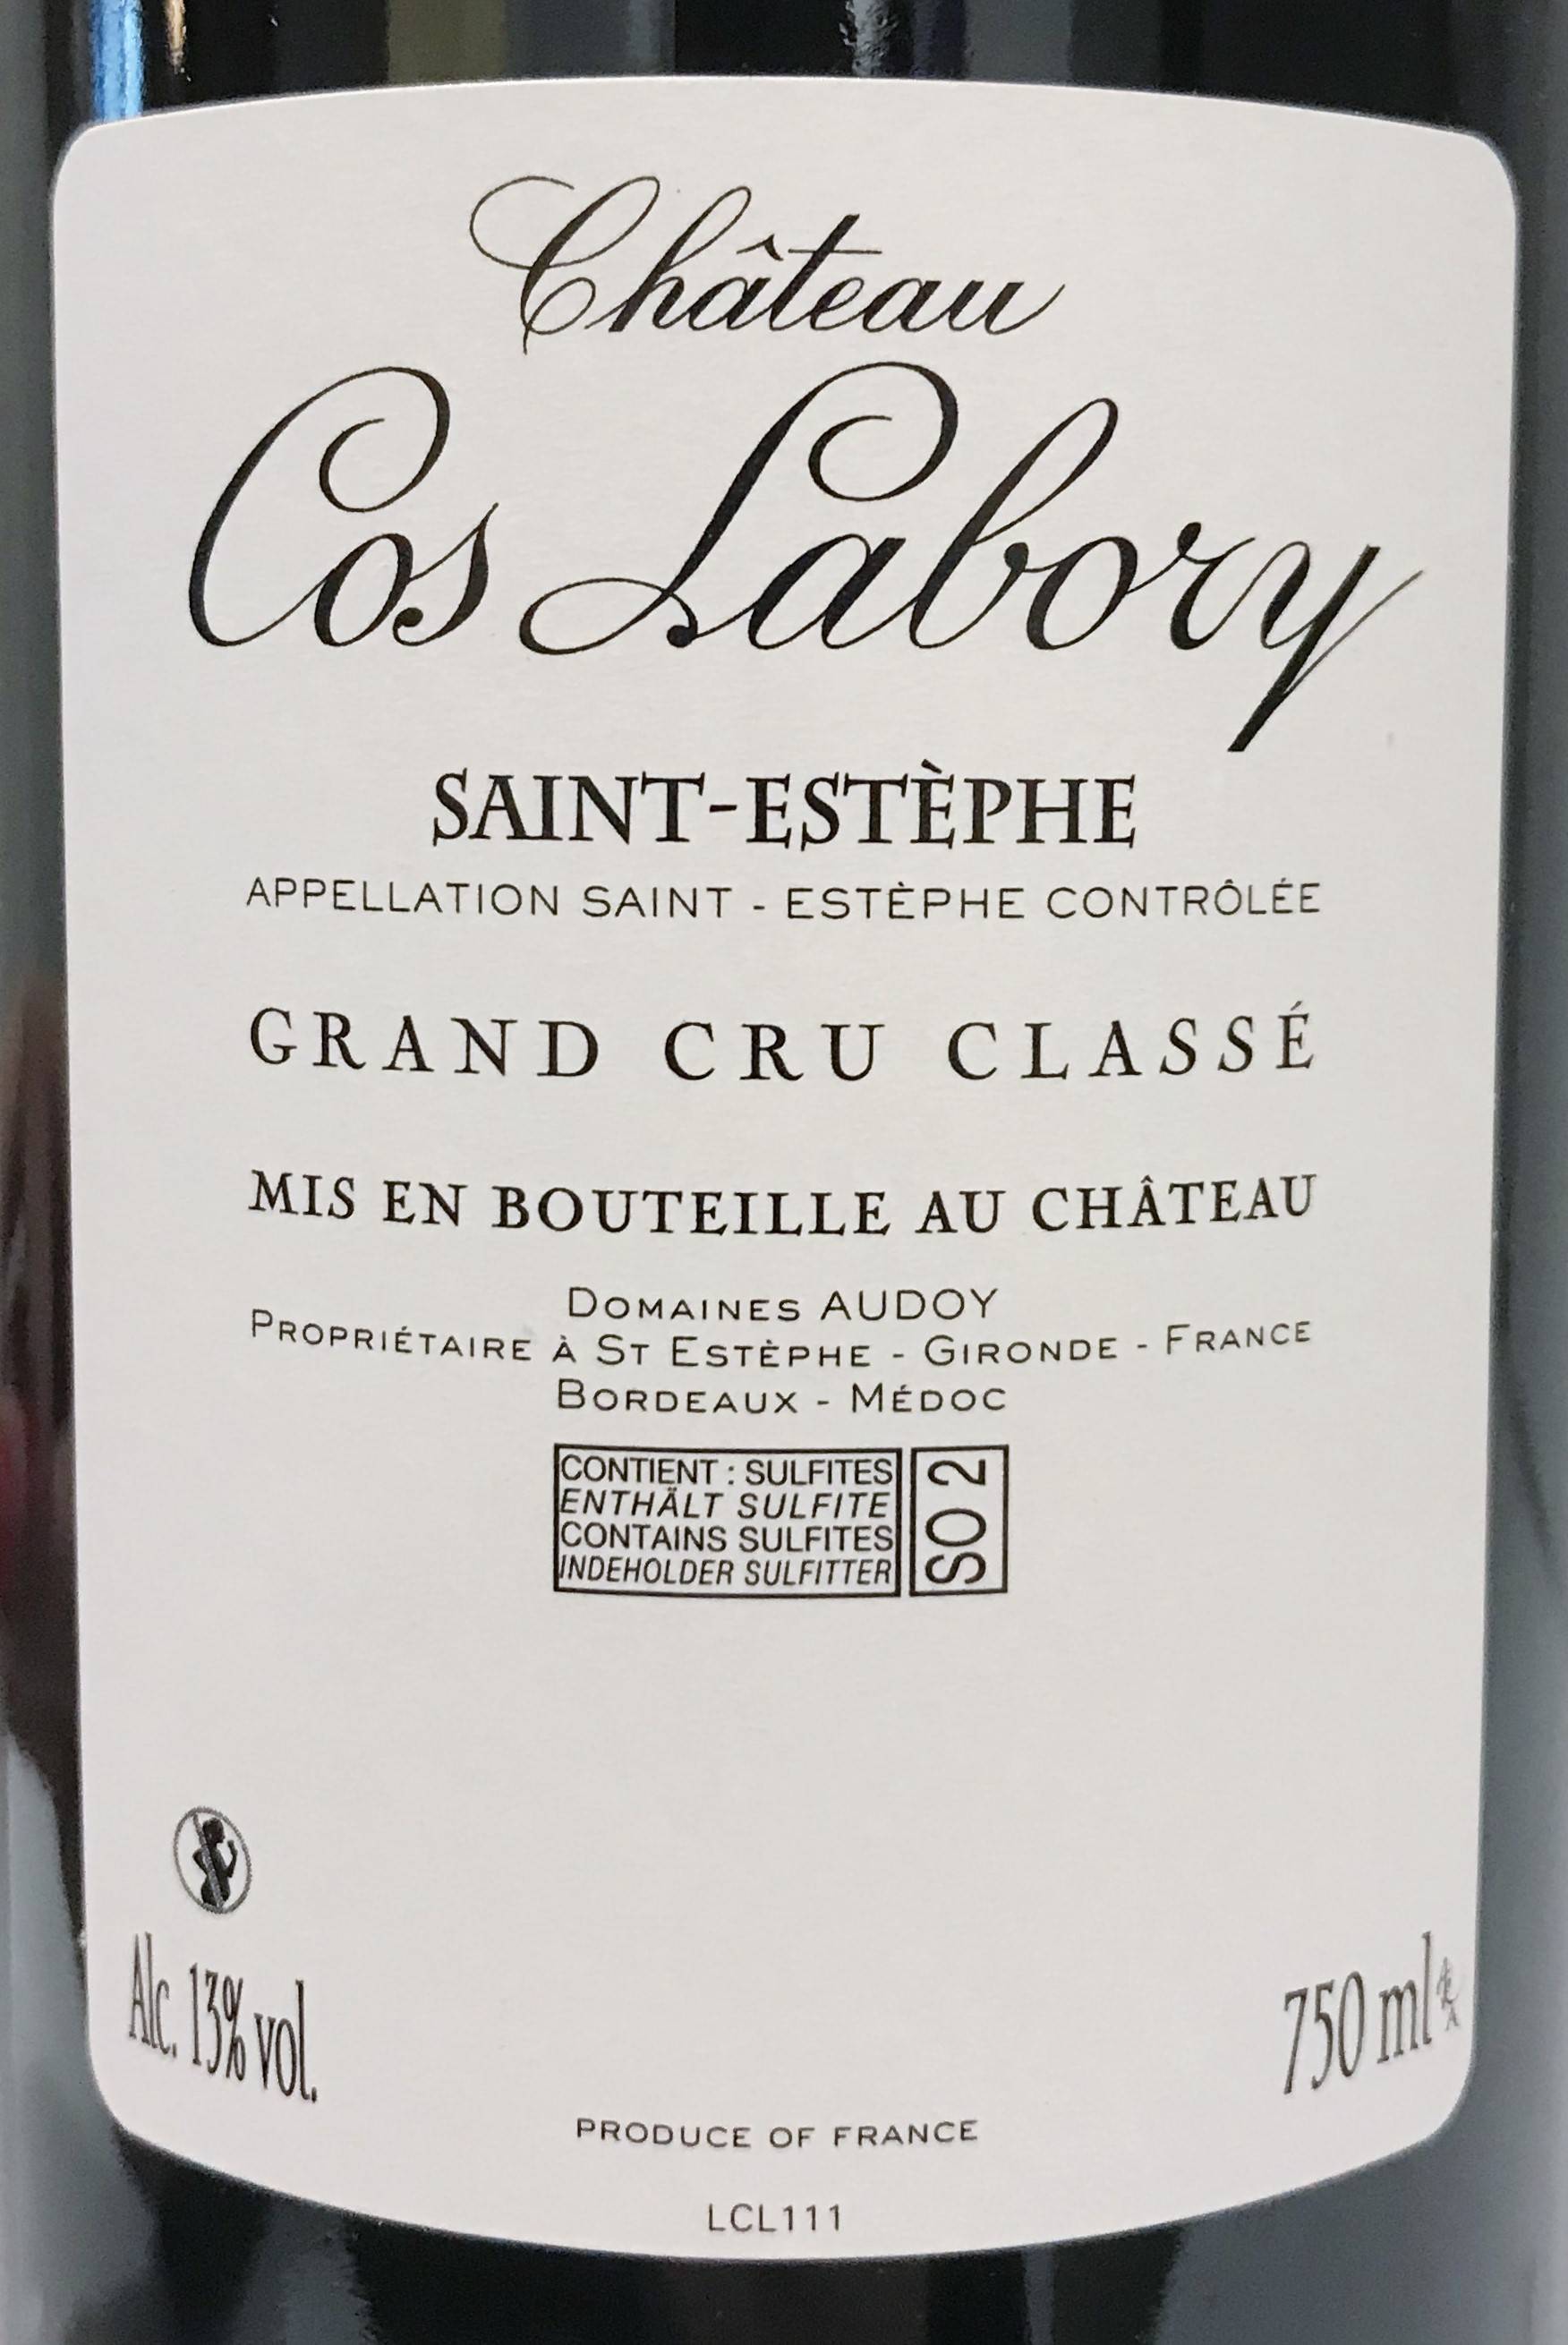 Château
Cos Labory
SAINT-ESTÈPHE
APPELLATION SAINT - ESTÈPHE CONTRÔLÉE
GRAND CRU CLASSÉ
MIS EN BOUTEILLE AU CHÂTEAU
DOMAINES AUDOY
PROPRIÉTAIRE À ST ESTÈPHE - GIRONDE - FRANCE
BORDEAUX - MÉDOC
CONTIENT : SULFITES
ENTHÄLT SULFITE
CONTAINS SULFITES
INDEHOLDER SULFITTER
SO2
Alc. 13% vol.
750 ml
PRODUCE OF FRANCE
LCL111